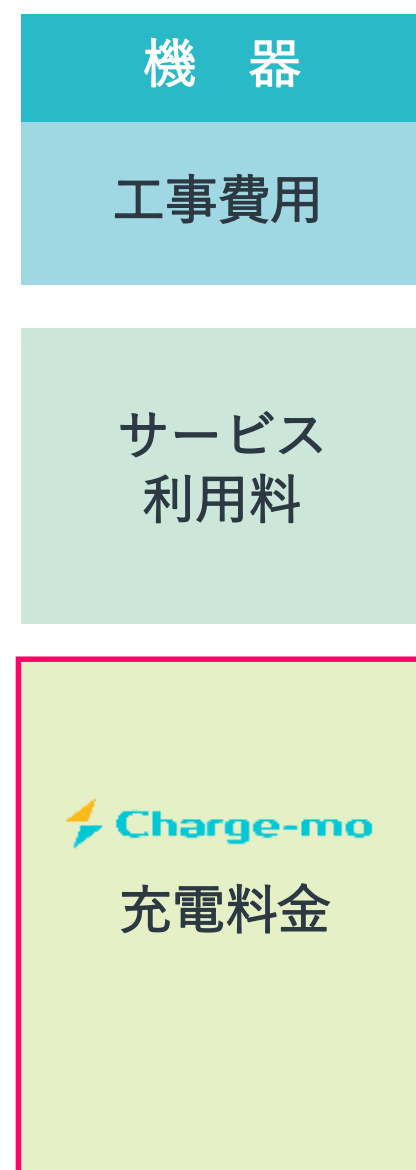 機　器
工事費用
サービス
利用料
Charge-mo
充電料金